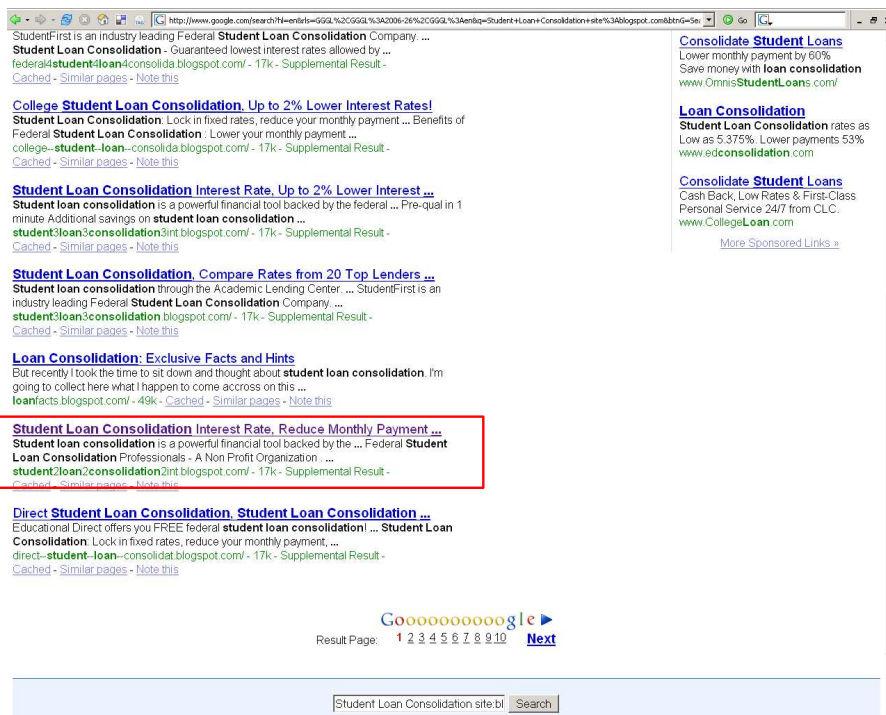 http://www.google.com/search?hl=en&rls=GGGL%2CGGGL%3A2006-26%2CGGGL%3Aen&q=Student+Loan+Consolidation+site%3Ablogspot.com&btnG=Sea
Go
StudentFirst is an industry leading Federal Student Loan Consolidation Company. ...
Student Loan Consolidation - Guaranteed lowest interest rates allowed by ...
federal4student4loan4consolida.blogspot.com/ - 17k - Supplemental Result -
Cached - Similar pages - Note this
College Student Loan Consolidation, Up to 2% Lower Interest Rates!
Student Loan Consolidation: Lock in fixed rates, reduce your monthly payment ... Benefits of
Federal Student Loan Consolidation : Lower your monthly payment ...
college--student--loan--consolida.blogspot.com/ - 17k - Supplemental Result -
Cached - Similar pages - Note this
Student Loan Consolidation Interest Rate, Up to 2% Lower Interest ...
Student loan consolidation is a powerful financial tool backed by the federal ... Pre-qual in 1
minute Additional savings on student loan consolidation ...
student3loan3consolidation3int.blogspot.com/ - 17k - Supplemental Result -
Cached - Similar pages - Note this
Student Loan Consolidation, Compare Rates from 20 Top Lenders ...
Student loan consolidation through the Academic Lending Center. ... StudentFirst is an
industry leading Federal Student Loan Consolidation Company. ...
student3loan3consolidation.blogspot.com/ - 17k - Supplemental Result -
Cached - Similar pages - Note this
Loan Consolidation: Exclusive Facts and Hints
But recently I took the time to sit down and thought about student loan consolidation. I'm
going to collect here what I happen to come accross on this ...
loanfacts.blogspot.com/ - 49k - Cached - Similar pages - Note this
Student Loan Consolidation Interest Rate, Reduce Monthly Payment ...
Student loan consolidation is a powerful financial tool backed by the ... Federal Student
Loan Consolidation Professionals - A Non Profit Organization . ...
student2loan2consolidation2int.blogspot.com/ - 17k - Supplemental Result -
Cached - Similar pages - Note this
Direct Student Loan Consolidation, Student Loan Consolidation ...
Educational Direct offers you FREE federal student loan consolidation! ... Student Loan
Consolidation: Lock in fixed rates, reduce your monthly payment, ...
direct--student--loan--consolidat.blogspot.com/ - 17k - Supplemental Result -
Cached - Similar pages - Note this
Consolidate Student Loans
Lower monthly payment by 60%
Save money with loan consolidation
www.OmnisStudentLoans.com/
Loan Consolidation
Student Loan Consolidation rates as
Low as 5.375%. Lower payments 53%
www.edconsolidation.com
Consolidate Student Loans
Cash Back, Low Rates & First-Class
Personal Service 24/7 from CLC.
www.CollegeLoan.com
More Sponsored Links »
Goooooooooogle
Result Page: 1 2 3 4 5 6 7 8 9 10 Next
Student Loan Consolidation site:bl Search